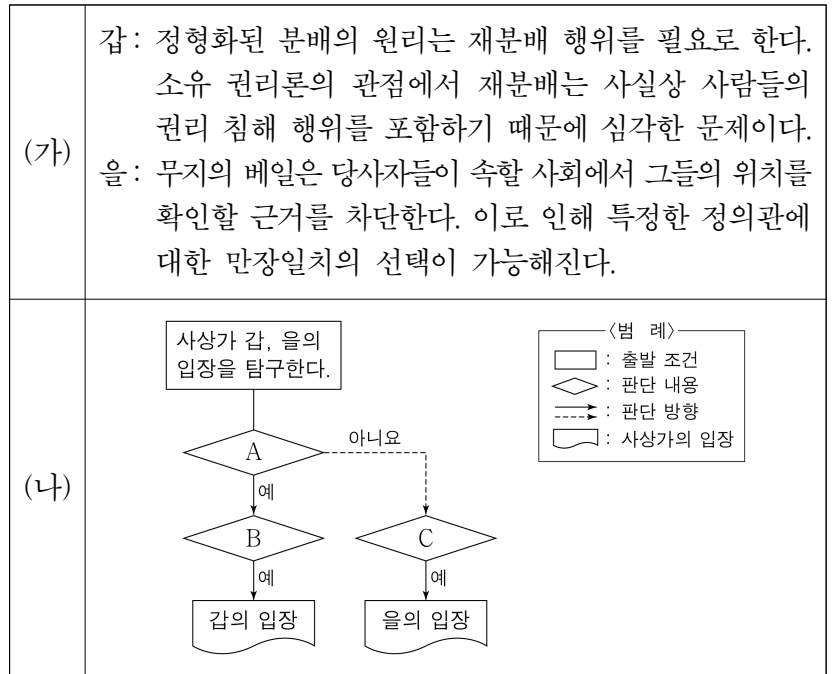 (가)
갑: 정형화된 분배의 원리는 재분배 행위를 필요로 한다.
소유 권리론의 관점에서 재분배는 사실상 사람들의
권리 침해 행위를 포함하기 때문에 심각한 문제이다.
을: 무지의 베일은 당사자들이 속할 사회에서 그들의 위치를
확인할 근거를 차단한다. 이로 인해 특정한 정의관에
대한 만장일치의 선택이 가능해진다.
(나)
사상가 갑, 을의
입장을 탐구한다.
A
아니요
예
B
C
예
예
갑의 입장
을의 입장
〈범 례〉
: 출발 조건
: 판단 내용
: 판단 방향
: 사상가의 입장